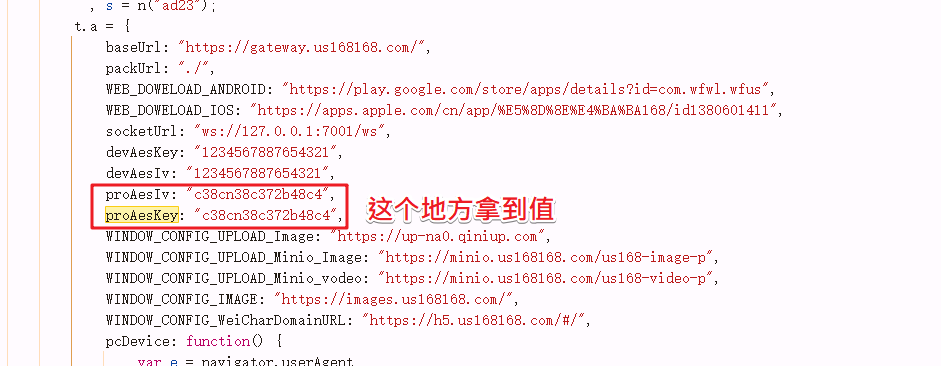 , s = n("ad23");
t.a = {
baseUrl: "https://gateway.us168168.com/",
packUrl: "./",
WEB_DOWELOAD_ANDROID: "https://play.google.com/store/apps/details?id=com.wfwl.wfus",
WEB_DOWELOAD_IOS: "https://apps.apple.com/cn/app/%E5%8D%8E%E4%BA%BA168/id1380601411",
socketUrl: "ws://127.0.0.1:7001/ws",
devAesKey: "1234567887654321",
devAesIv: "1234567887654321",
proAesIv: "c38cn38c372b48c4",
proAesKey: "c38cn38c372b48c4",
这个地方拿到值
WINDOW_CONFIG_UPLOAD_Image: "https://up-na0.qiniup.com",
WINDOW_CONFIG_UPLOAD_Minio_Image: "https://minio.us168168.com/us168-image-p",
WINDOW_CONFIG_UPLOAD_Minio_vodeo: "https://minio.us168168.com/us168-video-p",
WINDOW_CONFIG_IMAGE: "https://images.us168168.com/",
WINDOW_CONFIG_WeiCharDomainURL: "https://h5.us168168.com/#/",
pcDevice: function() {
var e = navigator.userAgent